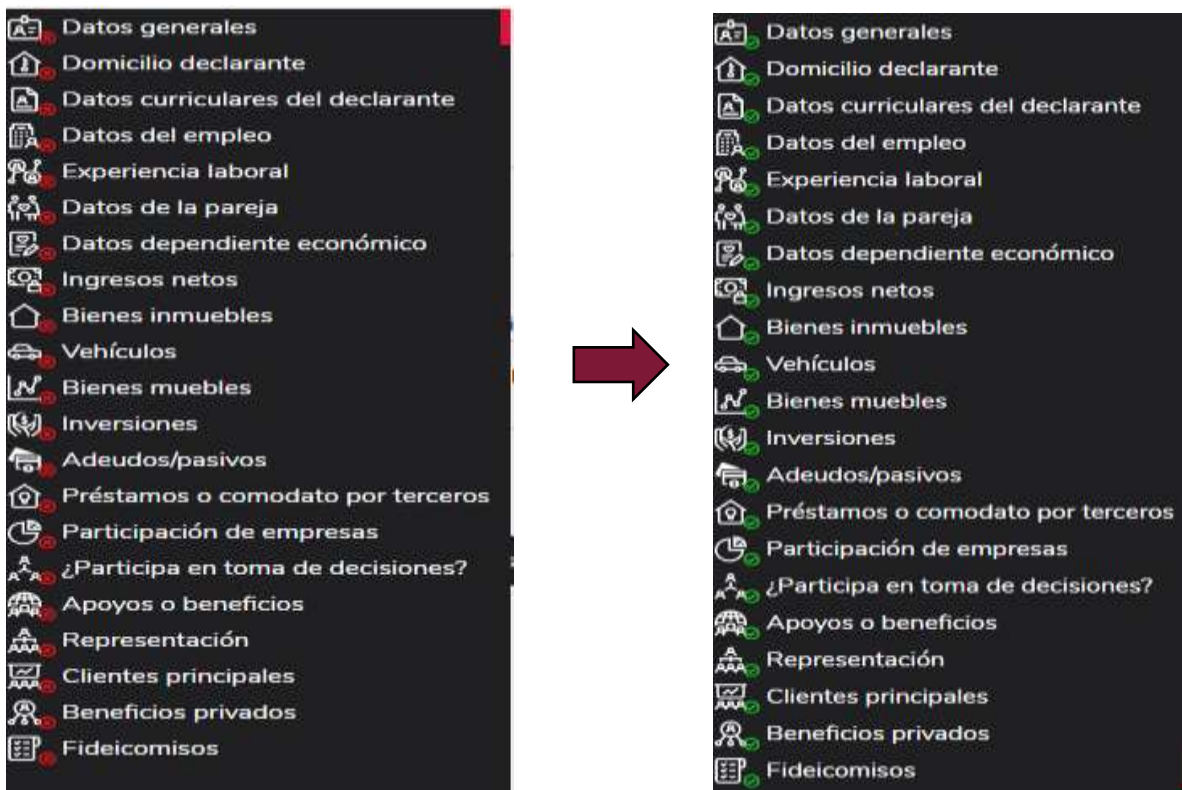 Datos generales
Domicilio declarante
Datos curriculares del declarante
Datos del empleo
Experiencia laboral
Datos de la pareja
Datos dependiente económico
Ingresos netos
Bienes inmuebles
Vehículos
Bienes muebles
Inversiones
Adeudos/pasivos
Préstamos o comodato por terceros
Participación de empresas
¿Participa en toma de decisiones?
Apoyos o beneficios
Representación
Clientes principales
Beneficios privados
Fideicomisos
Datos generales
Domicilio declarante
Datos curriculares del declarante
Datos del empleo
Experiencia laboral
Datos de la pareja
Datos dependiente económico
Ingresos netos
Bienes inmuebles
Vehículos
Bienes muebles
Inversiones
Adeudos/pasivos
Préstamos o comodato por terceros
Participación de empresas
¿Participa en toma de decisiones?
Apoyos o beneficios
Representación
Clientes principales
Beneficios privados
Fideicomisos